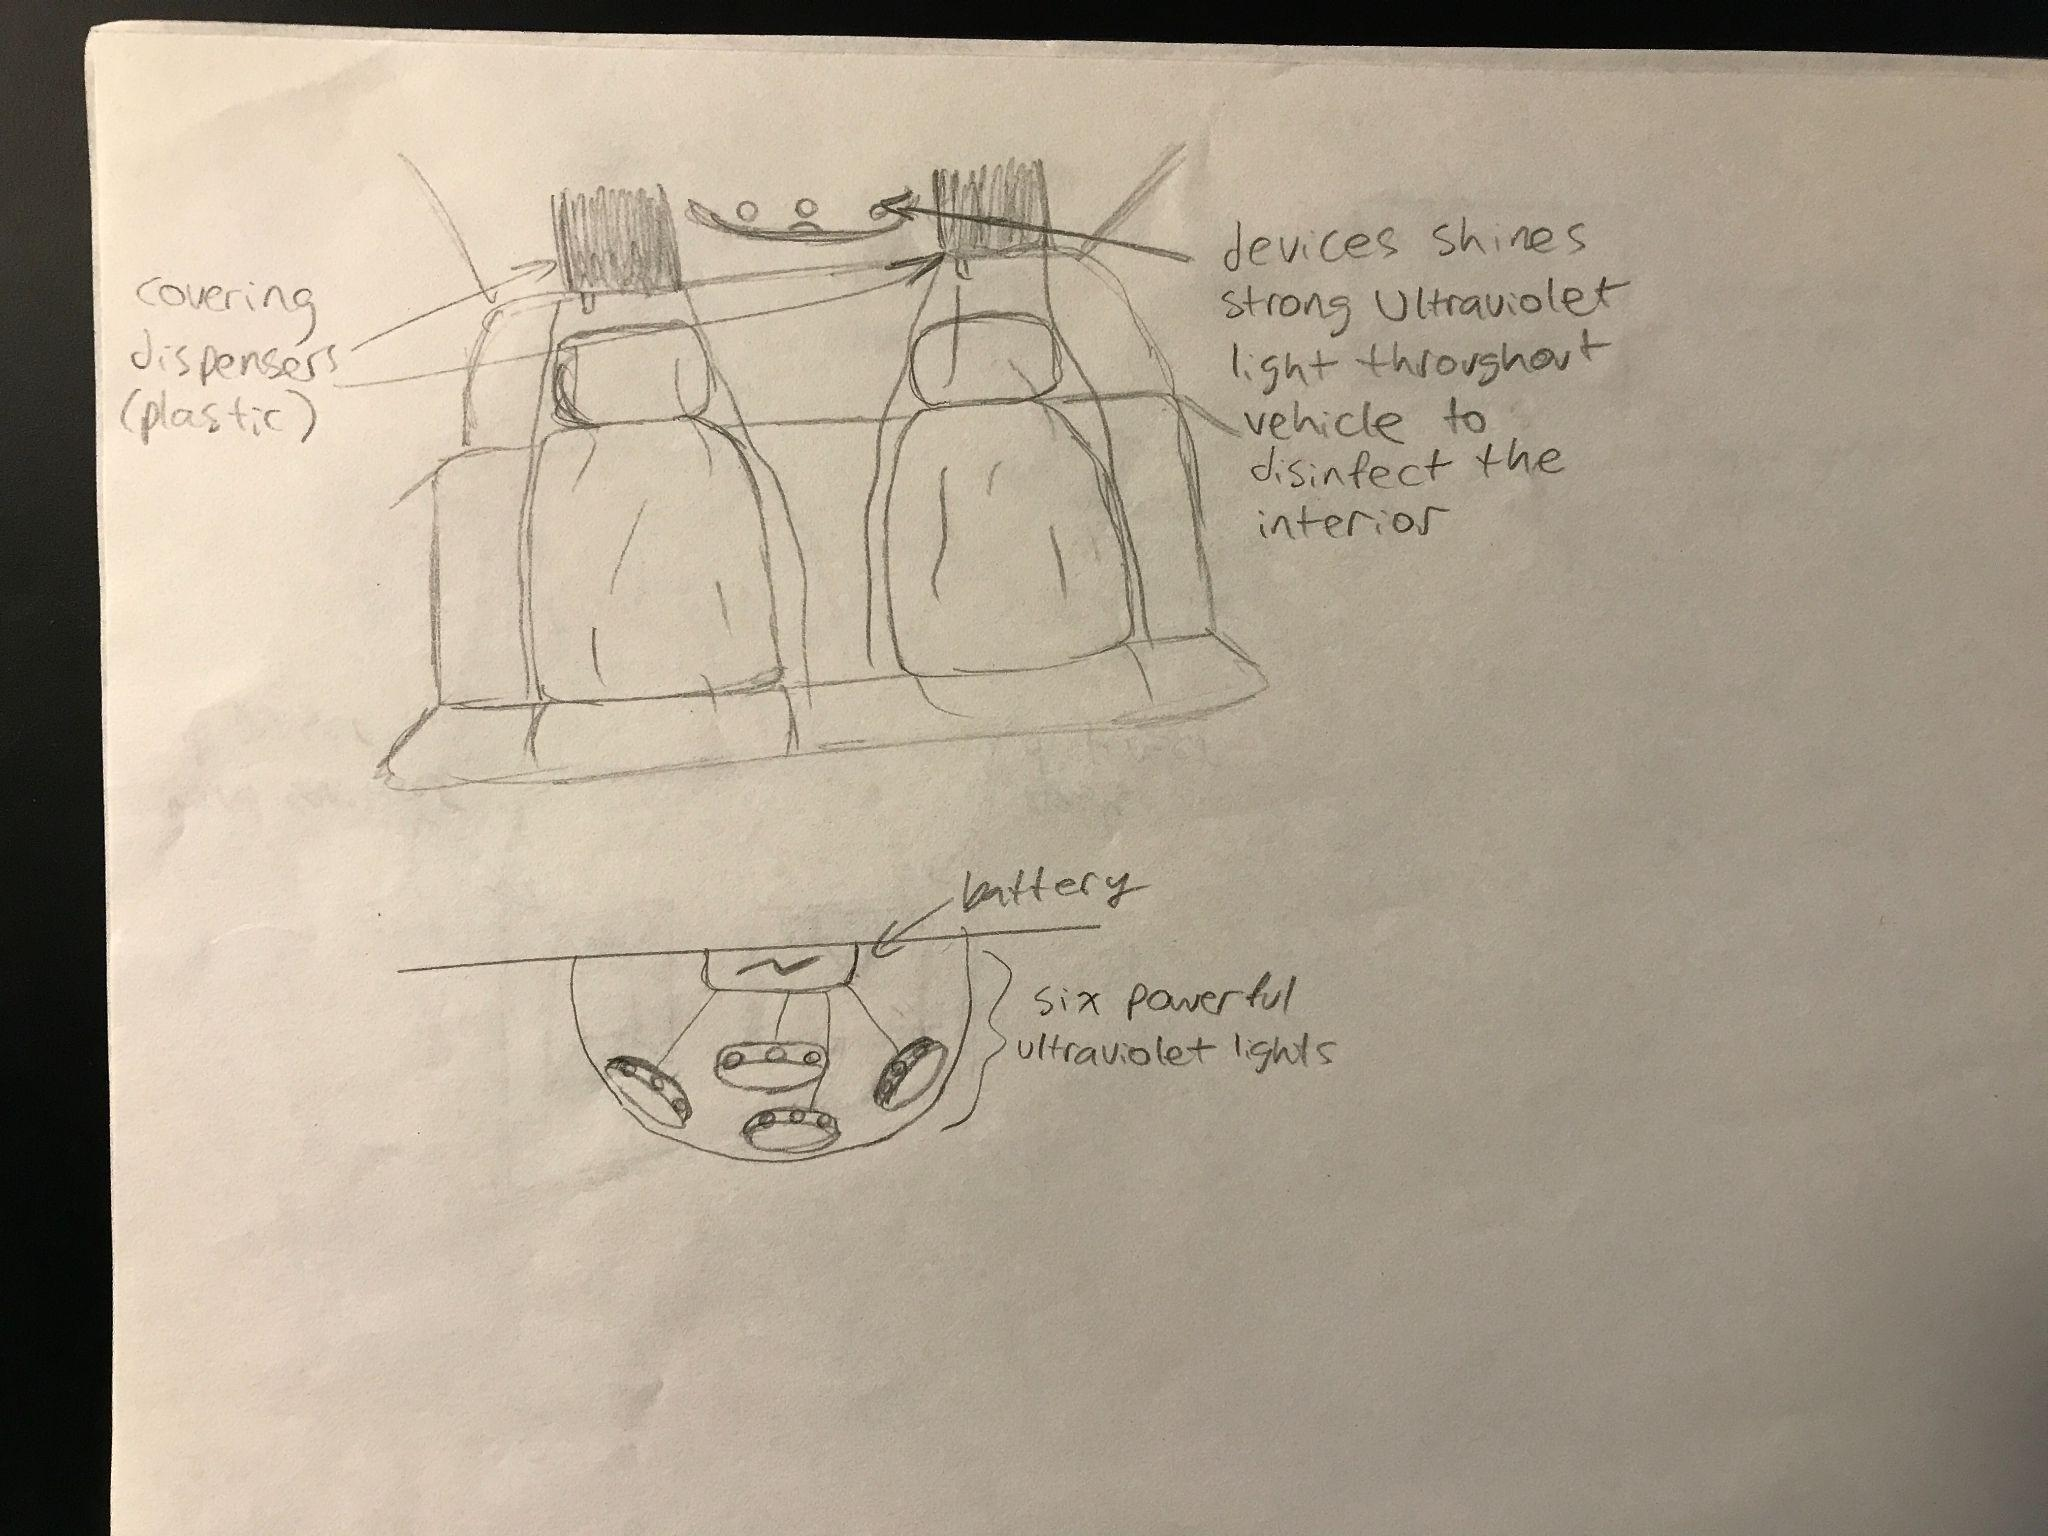 covering
dispensers
(plastic)
devices shines
strong Ultraviolet
light throughout
vehicle to
disinfect the
interior
battery
six powerful
ultraviolet lights